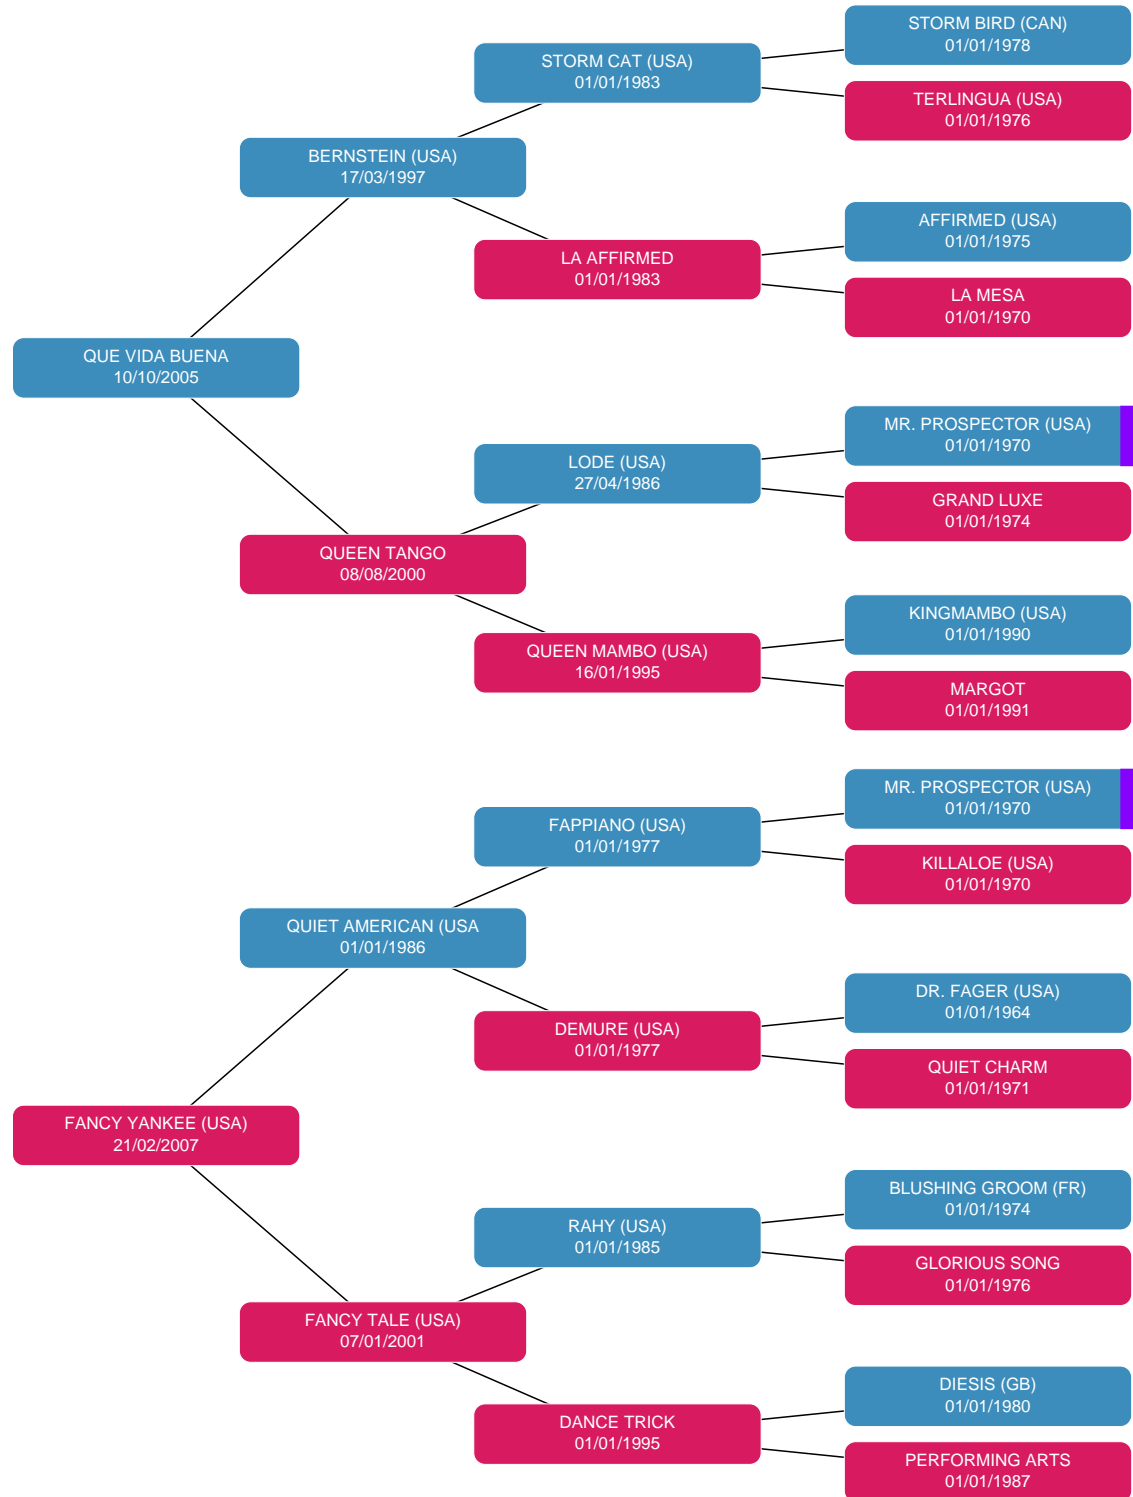 STORM BIRD (CAN)
01/01/1978
STORM CAT (USA)
01/01/1983
TERLINGUA (USA)
01/01/1976
BERNSTEIN (USA)
17/03/1997
AFFIRMED (USA)
01/01/1975
LA AFFIRMED
01/01/1983
LA MESA
01/01/1970
QUE VIDA BUENA
10/10/2005
MR. PROSPECTOR (USA)
01/01/1970
LODE (USA)
27/04/1986
GRAND LUXE
01/01/1974
QUEEN TANGO
08/08/2000
KINGMAMBO (USA)
01/01/1990
QUEEN MAMBO (USA)
16/01/1995
MARGOT
01/01/1991
MR. PROSPECTOR (USA)
01/01/1970
FAPPIANO (USA)
01/01/1977
KILLALOE (USA)
01/01/1970
QUIET AMERICAN (USA
01/01/1986
DR. FAGER (USA)
01/01/1964
DEMURE (USA)
01/01/1977
QUIET CHARM
01/01/1971
FANCY YANKEE (USA)
21/02/2007
BLUSHING GROOM (FR)
01/01/1974
RAHY (USA)
01/01/1985
GLORIOUS SONG
01/01/1976
FANCY TALE (USA)
07/01/2001
DIESIS (GB)
01/01/1980
DANCE TRICK
01/01/1995
PERFORMING ARTS
01/01/1987